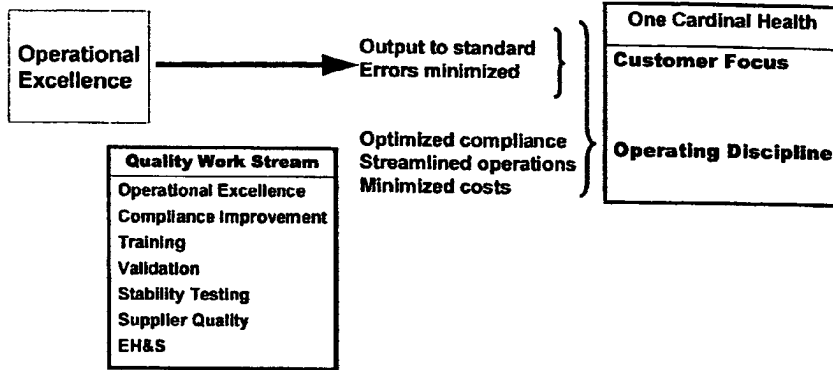 Operational
Excellence
Output to standard
Errors minimized
One Cardinal Health
Customer Focus
Optimized compliance
Streamlined operations
Minimized costs
Operating Discipline
Quality Work Stream
Operational Excellence
Compliance Improvement
Training
Validation
Stability Testing
Supplier Quality
EH&S